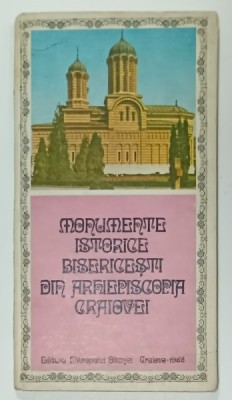 MONUMENTE
ISTORICE
BISERICEȘTI
DIN ARHIEPISCOPIA
CRAIOVEI
Editura Mitropoliei Olteniei Craiova